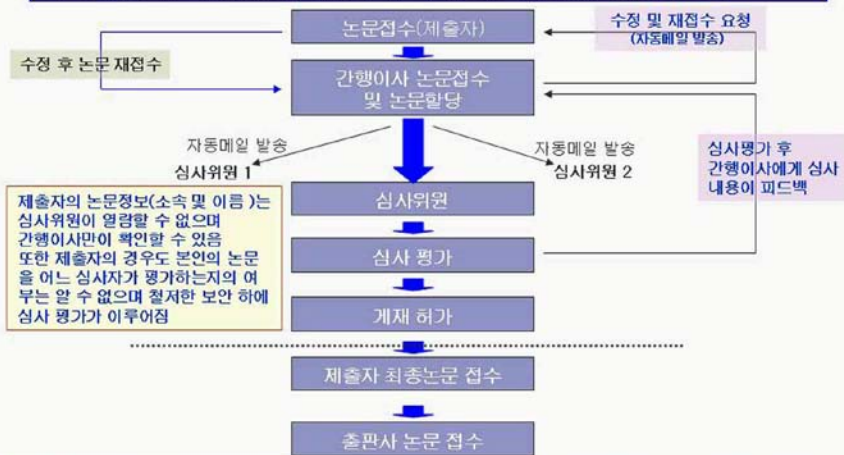 논문접수(제출자)
수정 및 재접수 요청
(자동메일 발송)
수정 후 논문 재접수
간행이사 논문접수
및 논문할당
자동메일 발송
심사위원 1
자동메일 발송
심사위원 2
심사평가 후
간행이사에게 심사
내용이 피드백
제출자의 논문정보(소속 및 이름 )는
심사위원이 열람할 수 없으며
간행이사만이 확인할 수 있음
또한 제출자의 경우도 본인의 논문
을 어느 심사자가 평가하는지의 여
부는 알 수 없으며 철저한 보안 하에
심사 평가가 이루어짐
심사위원
심사 평가
게재 허가
제출자 최종논문 접수
출판사 논문 접수